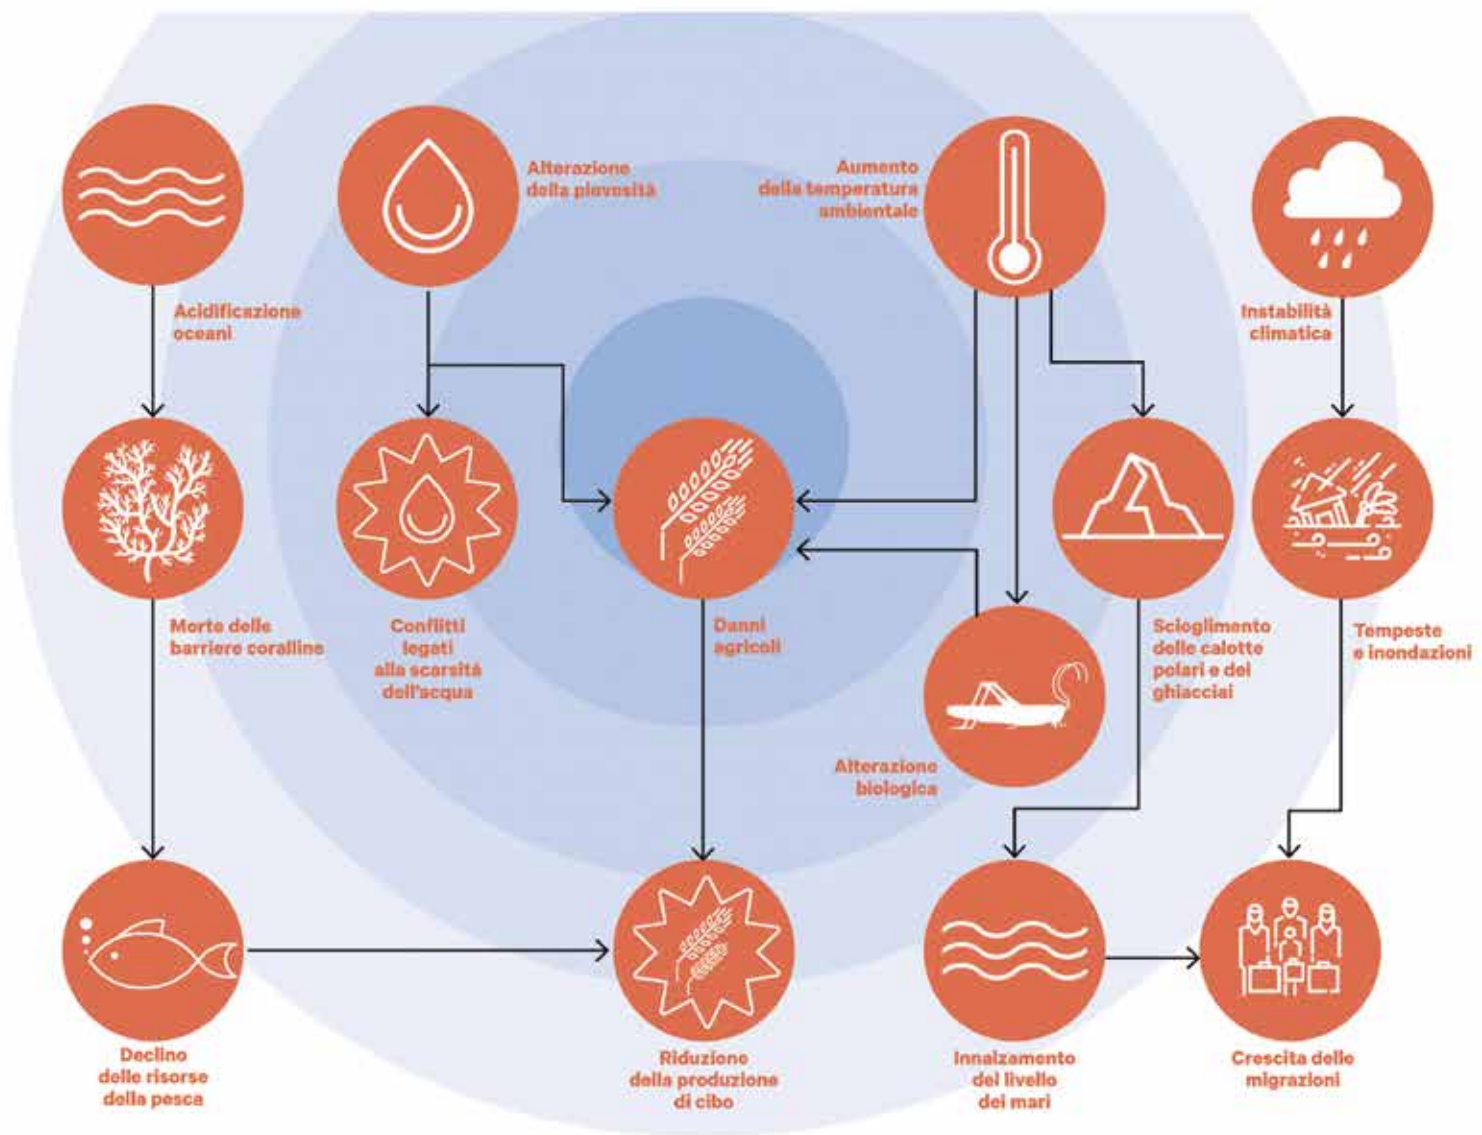 Alterazione
della piovosità
Aumento
della temperatura
ambientale
Acidificazione
oceani
Instabilità
climatica
Morte delle
barriere coralline
Conflitti
legati
alla scarsità
dell'acqua
Danni
agricoli
Scioglimento
delle calotte
polari e dei
ghiacciai
Tempeste
e inondazioni
Alterazione
biologica
Declino
delle risorse
della pesca
Riduzione
della produzione
di cibo
Innalzamento
del livello
dei mari
Crescita delle
migrazioni